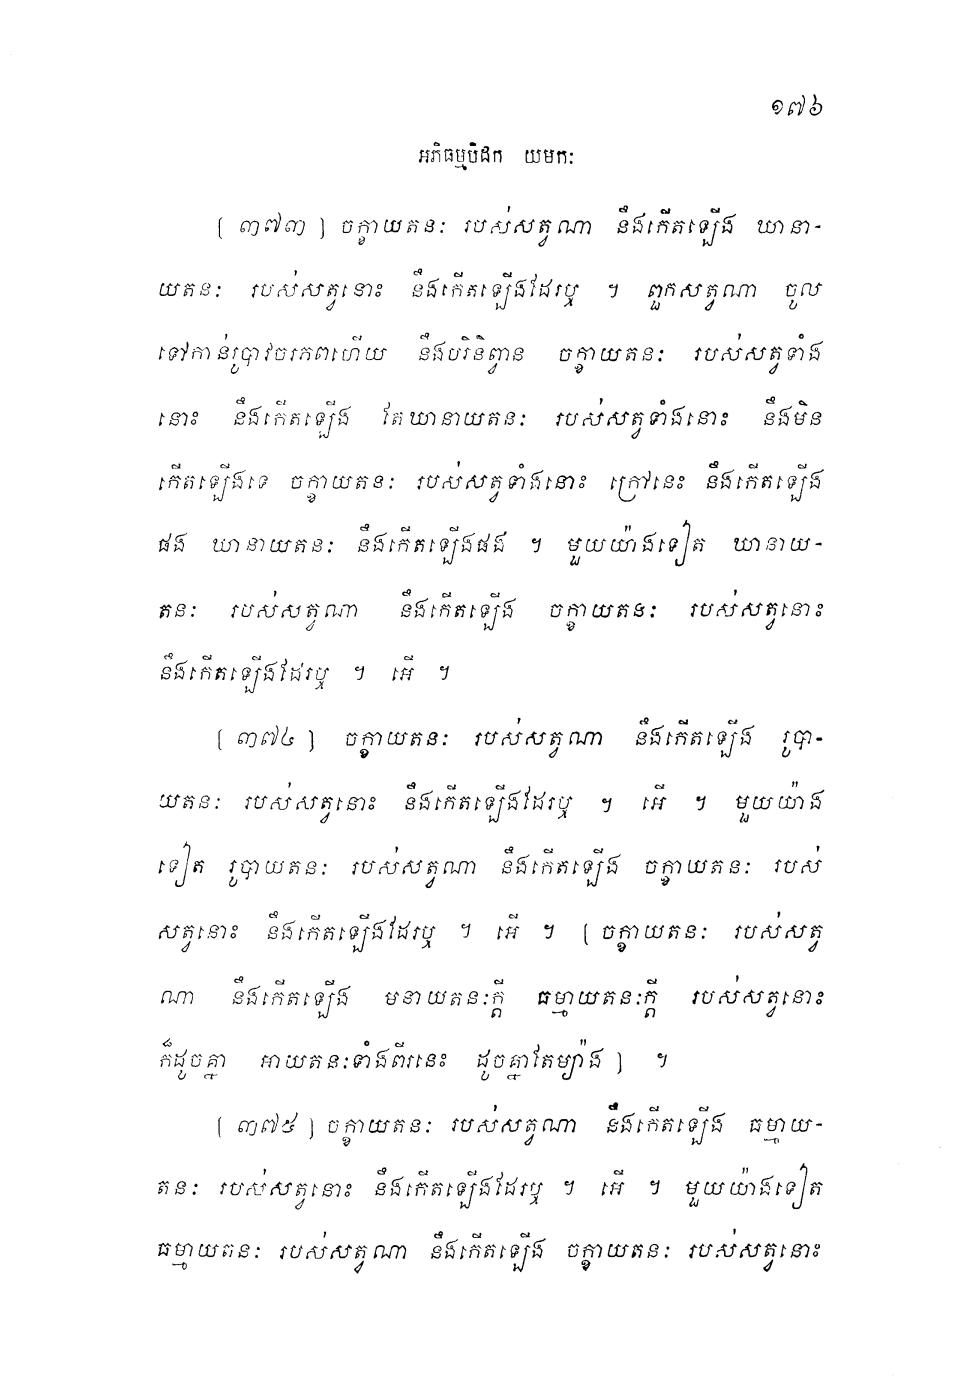 ១៧៦
អភិធម្មបិដក យមកៈ
[ ៣៧៣ ] ចក្ខាយតនៈ របស់សត្វណា នឹងកើតឡើង ឃានា-
យតនៈ របស់សត្វនោះ នឹងកើតឡើងដែរឬ ។ ពួកសត្វណា ចូល
ទៅកាន់រូបាវចរភពហើយ នឹងបរិនិព្វាន ចក្ខាយតនៈ របស់សត្វទាំង
នោះ នឹងកើតឡើង តែឃានាយតនៈ របស់សត្វទាំងនោះ នឹងមិន
កើតឡើងទេ ចក្ខាយតនៈ របស់សត្វទាំងនោះ ក្រៅនេះ នឹងកើតឡើង
ផង ឃានាយតនៈ នឹងកើតឡើងផង ។ មួយយ៉ាងទៀត ឃានាយ-
តនៈ របស់សត្វណា នឹងកើតឡើង ចក្ខាយតនៈ របស់សត្វនោះ
នឹងកើតឡើងដែរឬ ។ អើ ។
[ ៣៧៤ ] ចក្ខាយតនៈ របស់សត្វណា នឹងកើតឡើង រូបា-
យតនៈ របស់សត្វនោះ នឹងកើតឡើងដែរឬ ។ អើ ។ មួយយ៉ាង
ទៀត រូបាយតនៈ របស់សត្វណា នឹងកើតឡើង ចក្ខាយតនៈ របស់
សត្វនោះ នឹងកើតឡើងដែរឬ ។ អើ ។ [ ចក្ខាយតនៈ របស់សត្វ
ណា នឹងកើតឡើង មនាយតនៈក្តី ធម្មាយតនៈក្តី របស់សត្វនោះ
ក៏ដូចគ្នា អាយតនៈទាំងពីរនេះ ដូចគ្នាតែម្យ៉ាង ] ។
[ ៣៧៥ ] ចក្ខាយតនៈ របស់សត្វណា នឹងកើតឡើង ធម្មាយ-
តនៈ របស់សត្វនោះ នឹងកើតឡើងដែរឬ ។ អើ ។ មួយយ៉ាងទៀត
ធម្មាយតនៈ របស់សត្វណា នឹងកើតឡើង ចក្ខាយតនៈ របស់សត្វនោះ